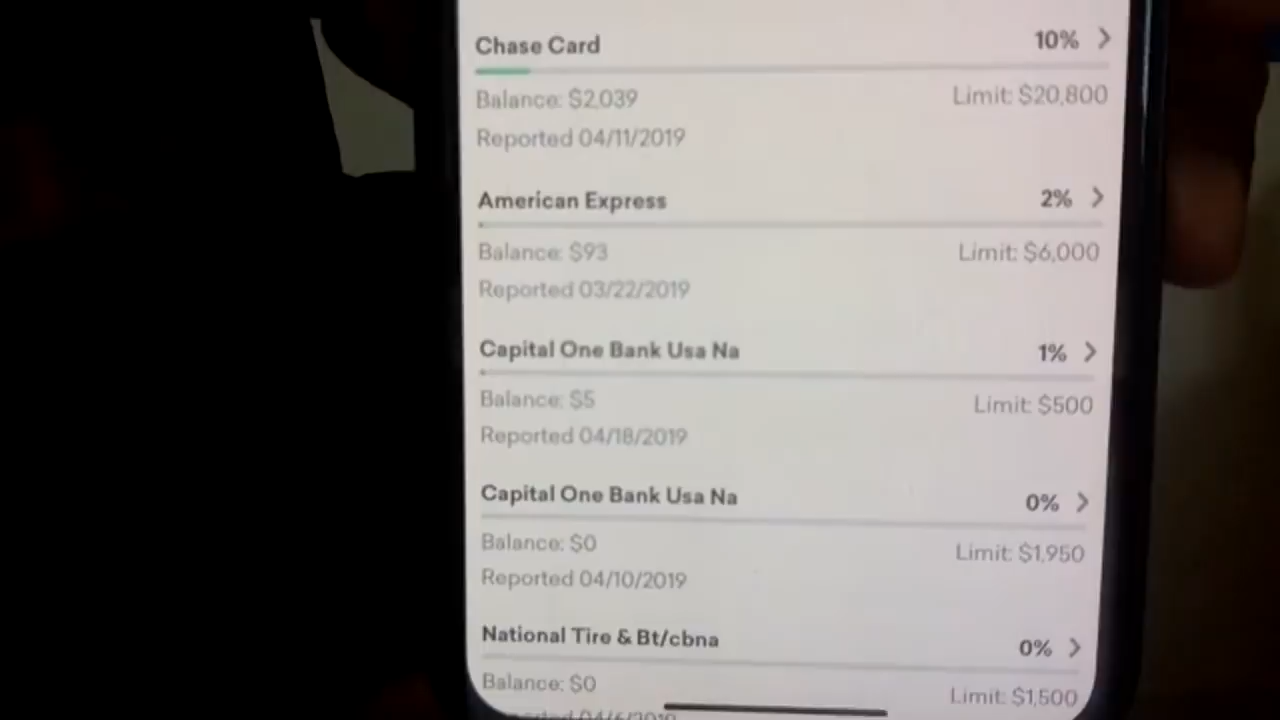 Chase Card 10%
Balance: $2,039 Limit: $20,800
Reported 04/11/2019
American Express 2%
Balance: $93 Limit: $6,000
Reported 03/22/2019
Capital One Bank Usa Na 1%
Balance: $5 Limit: $500
Reported 04/18/2019
Capital One Bank Usa Na 0%
Balance: $0 Limit: $1,950
Reported 04/10/2019
National Tire & Bt/cbna 0%
Balance: $0 Limit: $1,500